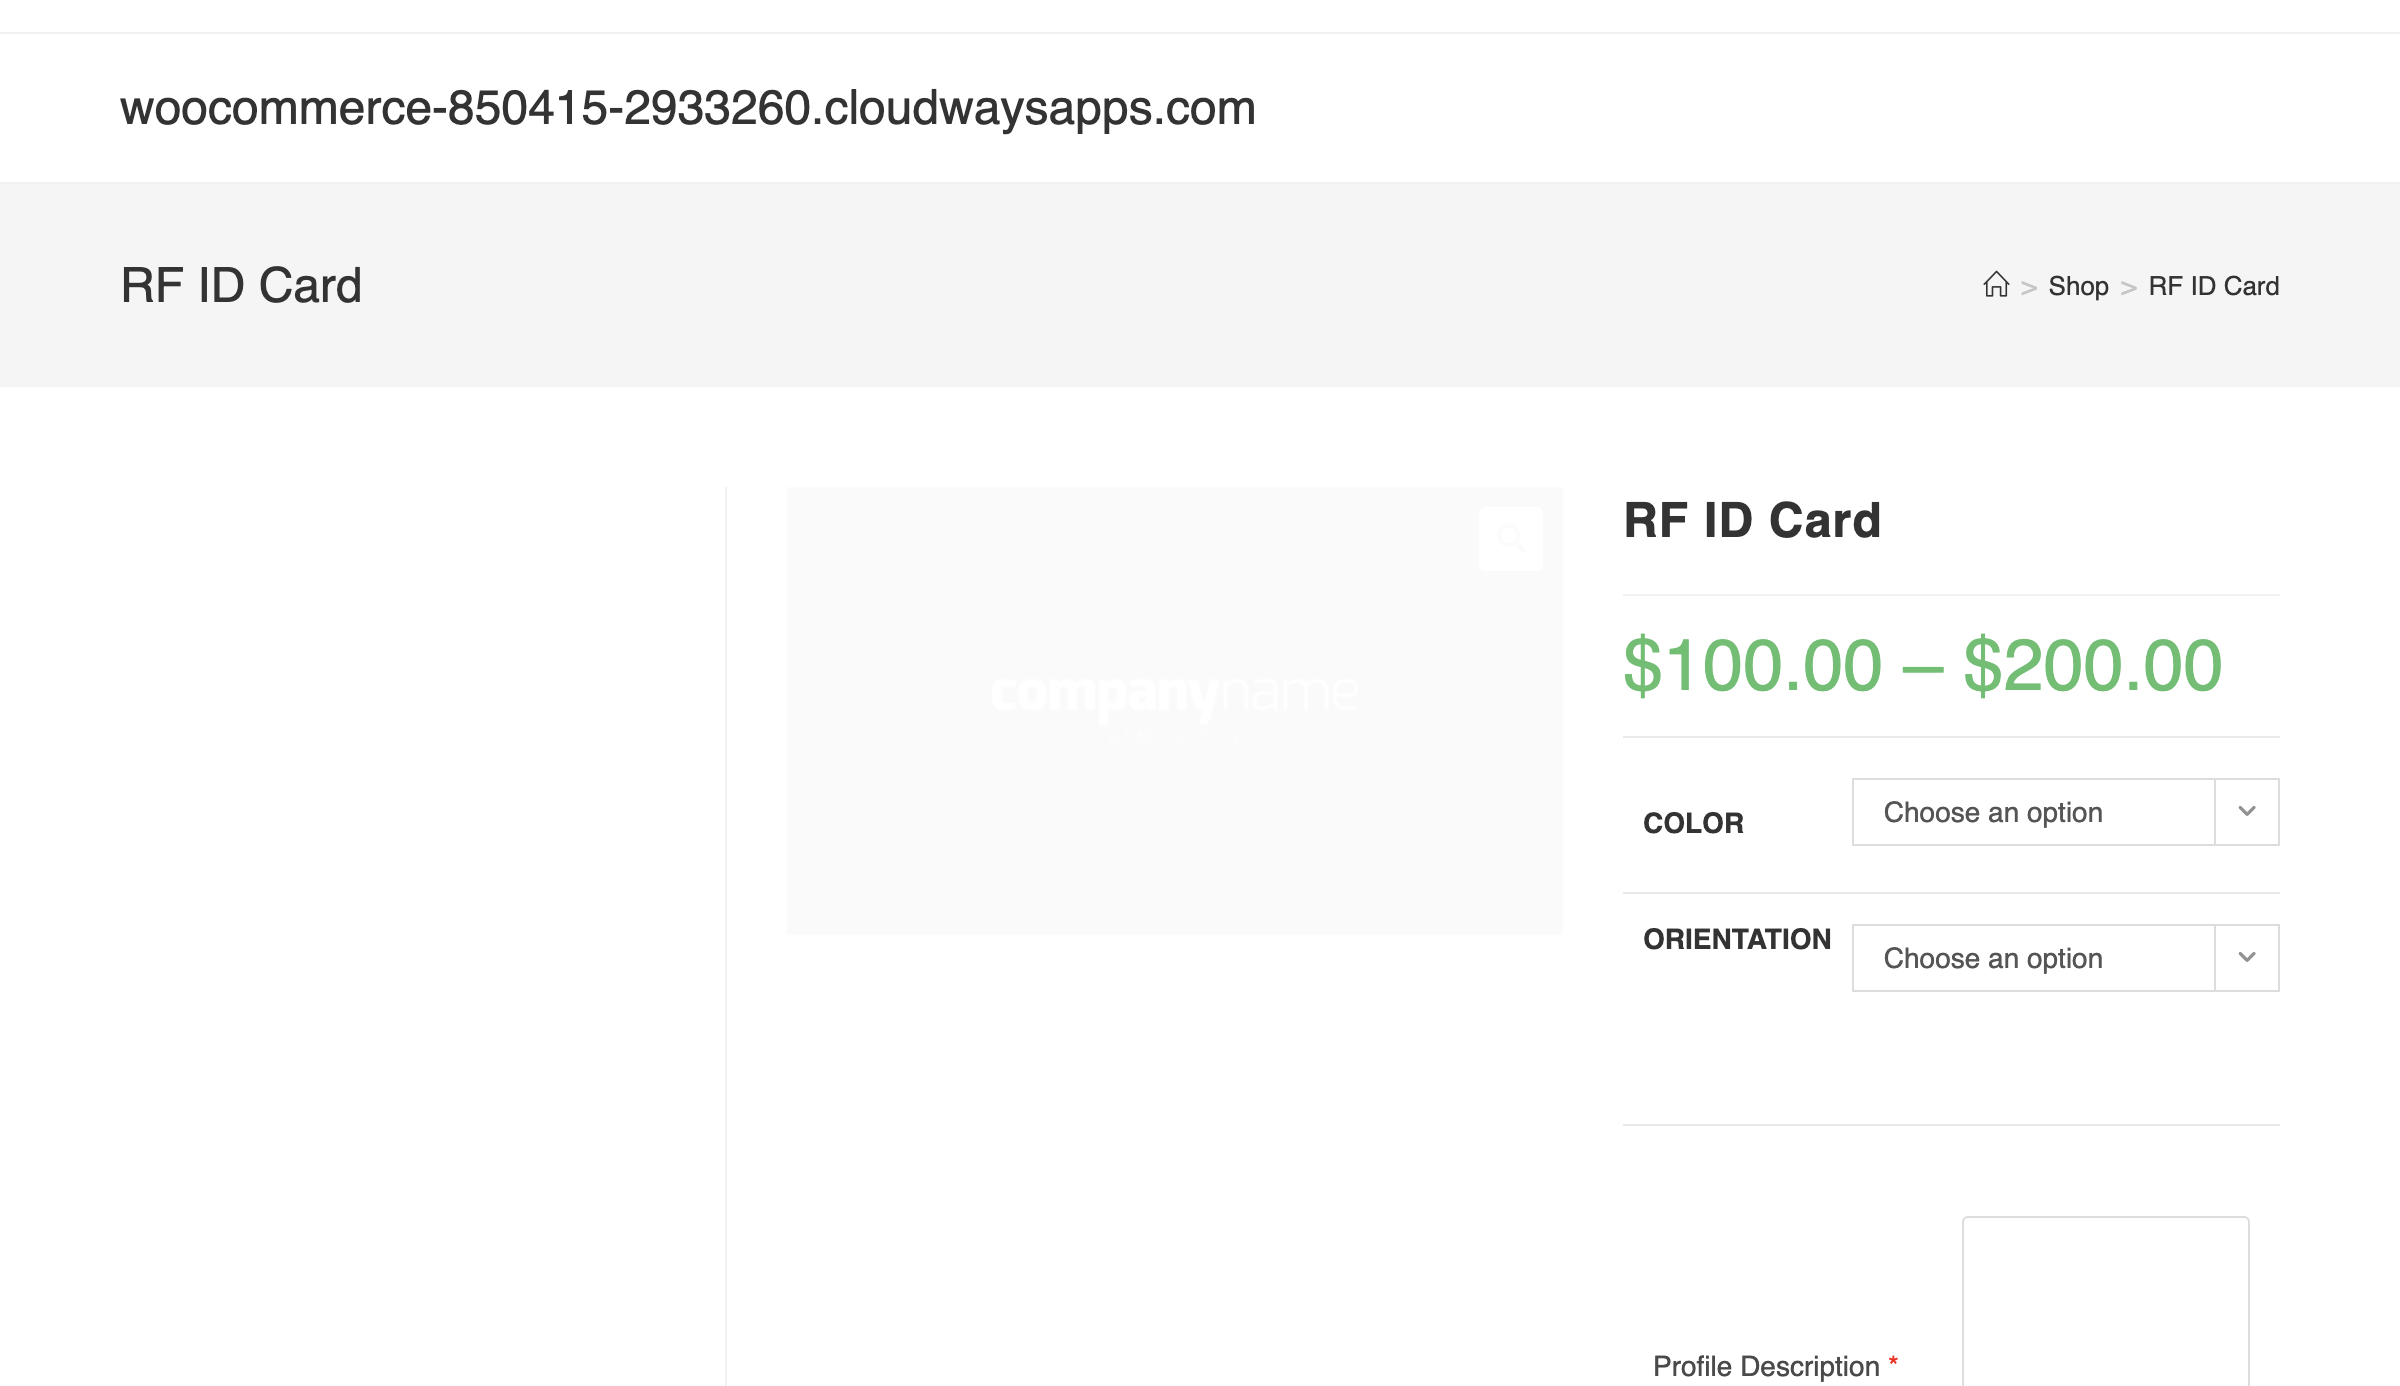 woocommerce-850415-2933260.cloudwaysapps.com
RF ID Card
> Shop > RF ID Card
companyname
RF ID Card
$100.00 – $200.00
COLOR
Choose an option
ORIENTATION
Choose an option
Profile Description *